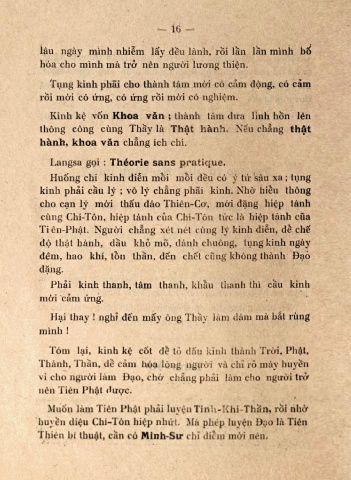 — 16 —
lâu ngày mình nhiễm lấy đều lành, rồi lần lần mình bổ
hóa cho mình mà trở nên người lương thiện.
Tụng kinh phải cho thành tâm mới có cảm động, có cảm
rồi mới có ứng, có ứng rồi mới có nghiệm.
Kinh kệ vốn Khoa văn ; thành tâm đưa linh hồn lên
thông công cùng Thầy là Thật hành. Nếu chẳng thật
hành, khoa văn chẳng ích chi.
Langsa gọi : Théorie sans pratique.
Huống chi kinh điển mỗi mỗi đều có ý tứ sâu xa ; tụng
kinh phải cầu lý ; vô lý chẳng phải kinh. Nhờ hiểu thông
cho cạn lý mới thấu đáo Thiên-Cơ, mới đặng hiệp tánh
cùng Chí-Tôn, hiệp tánh của Chí-Tôn tức là hiệp tánh của
Tiên-Phật. Người chẳng xét nét cùng lý kinh điển, để chế
độ thật hành, dầu khổ mỏ, đánh chuông, tụng kinh ngày
đêm, hao khí, tổn thần, đến chết cũng không thành Đạo
đặng.
Phải kinh thanh, tâm thanh, khẩu thanh thì cầu kinh
mới cảm ứng.
Hại thay ! nghĩ đến mấy ông Thầy làm đám mà bắt rùng
mình !
Tóm lại, kinh kệ cốt để tỏ dấu kính thành Trời, Phật,
Thánh, Thần, để cảm hóa lòng người và chỉ rõ máy huyền
vi cho người làm Đạo, chớ chẳng phải làm cho người trở
nên Tiên Phật được.
Muốn làm Tiên Phật phải luyện Tinh-Khí-Thần, rồi nhờ
huyền diệu Chí-Tôn hiệp nhứt. Mà phép luyện Đạo là Tiên
Thiên bí thuật, cần có Minh-Sư chỉ điểm mới nên.